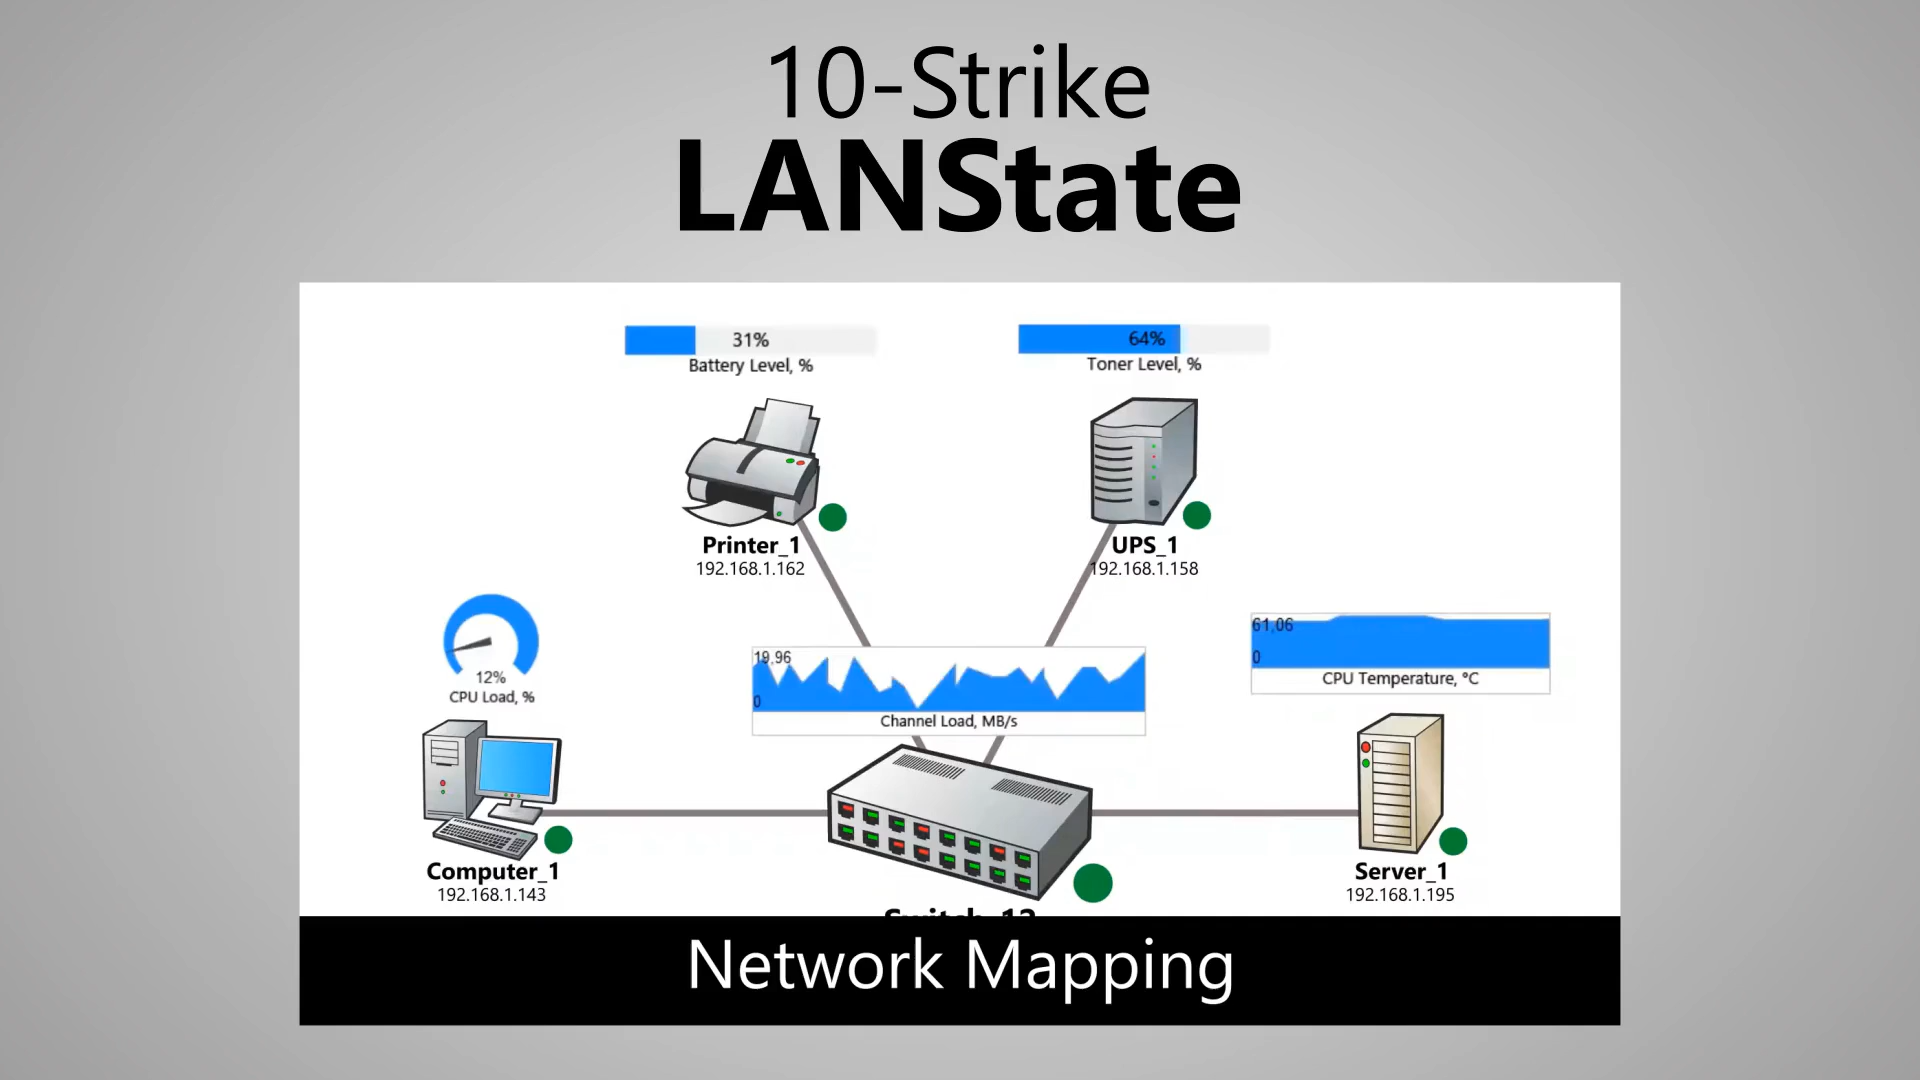 10-Strike
LANState
31%
Battery Level, %
64%
Toner Level, %
Printer_1
192.168.1.162
UPS_1
192.168.1.158
12%
CPU Load, %
19,96
0
Channel Load, MB/s
61,06
0
CPU Temperature, °C
Computer_1
192.168.1.143
Server_1
192.168.1.195
Switch_12
Network Mapping